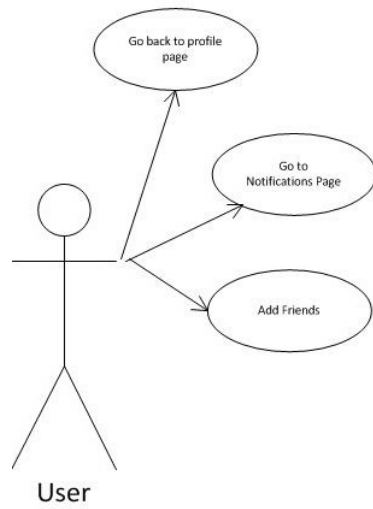 Go back to profile
page
Go to
Notifications Page
Add Friends
User